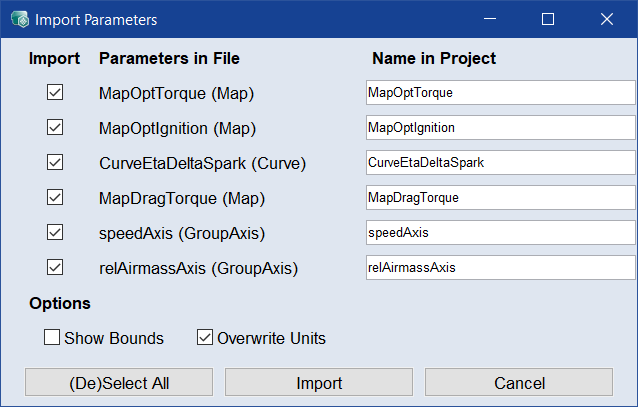 Import Parameters
Import Parameters in File Name in Project
MapOptTorque (Map) MapOptTorque
MapOptIgnition (Map) MapOptIgnition
CurveEtaDeltaSpark (Curve) CurveEtaDeltaSpark
MapDragTorque (Map) MapDragTorque
speedAxis (GroupAxis) speedAxis
relAirmassAxis (GroupAxis) relAirmassAxis
Options
Show Bounds Overwrite Units
(De)Select All Import Cancel